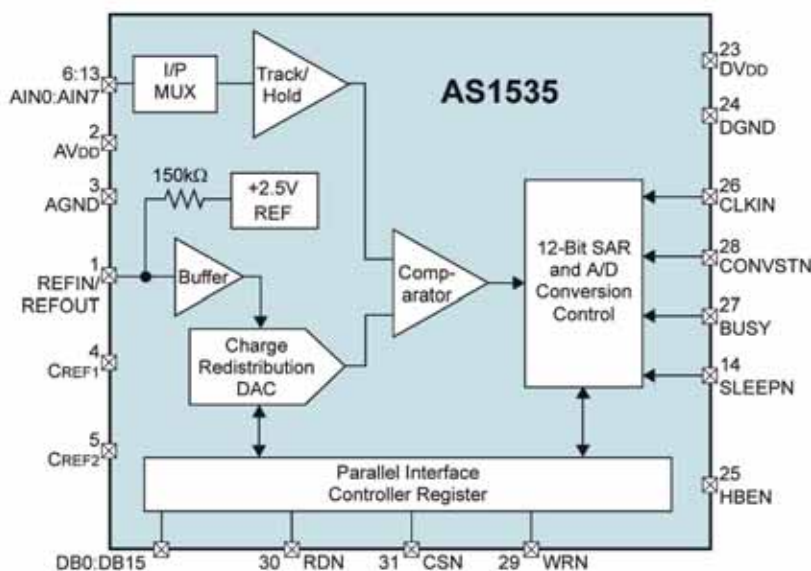 AS1535
6:13
AIN0:AIN7
I/P
MUX
Track/
Hold
2
AVDD
3
AGND
150kΩ
+2.5V
REF
1
REFIN/
REFOUT
Buffer
Comp-
arator
12-Bit SAR
and A/D
Conversion
Control
4
CREF1
Charge
Redistribution
DAC
5
CREF2
23
DVDD
24
DGND
26
CLKIN
28
CONVSTN
27
BUSY
14
SLEEPN
25
HBEN
Parallel Interface
Controller Register
DB0:DB15
30 RDN
31 CSN
29 WRN